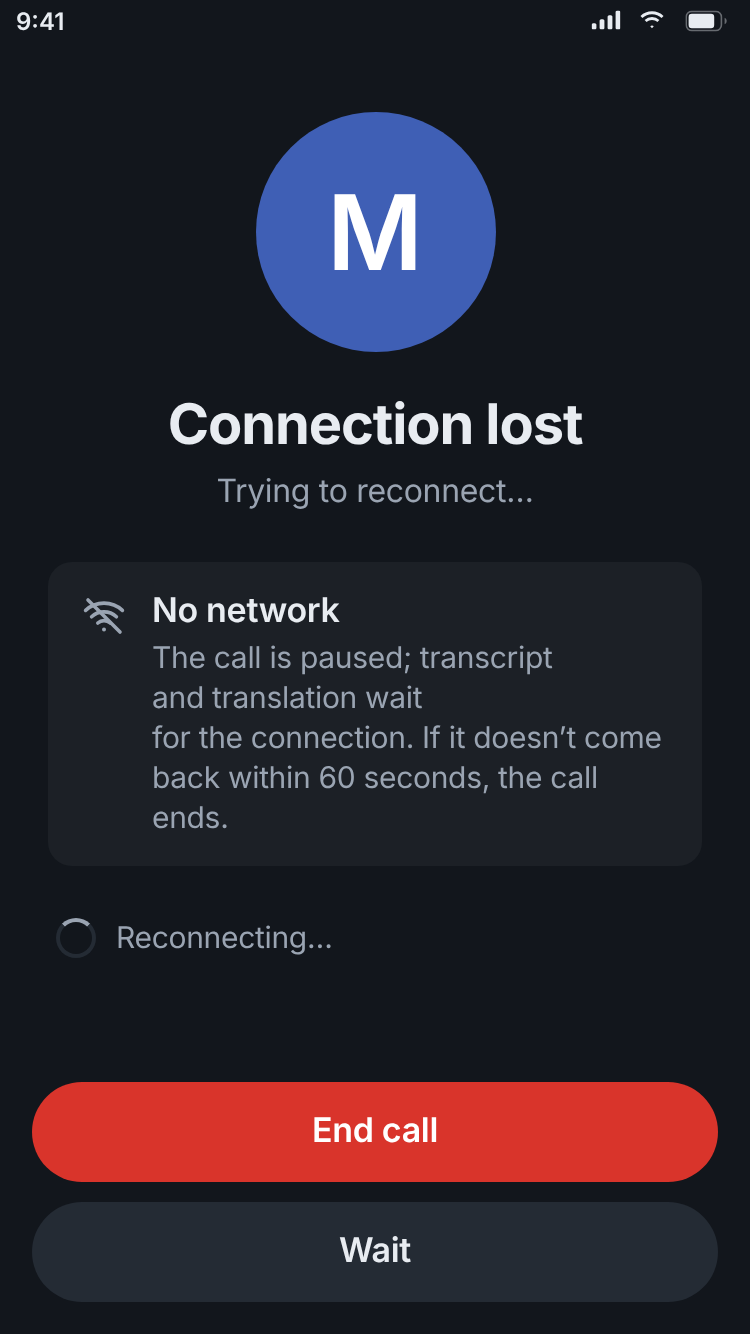 9:41
M
Connection lost
Trying to reconnect...
No network
The call is paused; transcript
and translation wait
for the connection. If it doesn’t come
back within 60 seconds, the call
ends.
Reconnecting...
End call
Wait